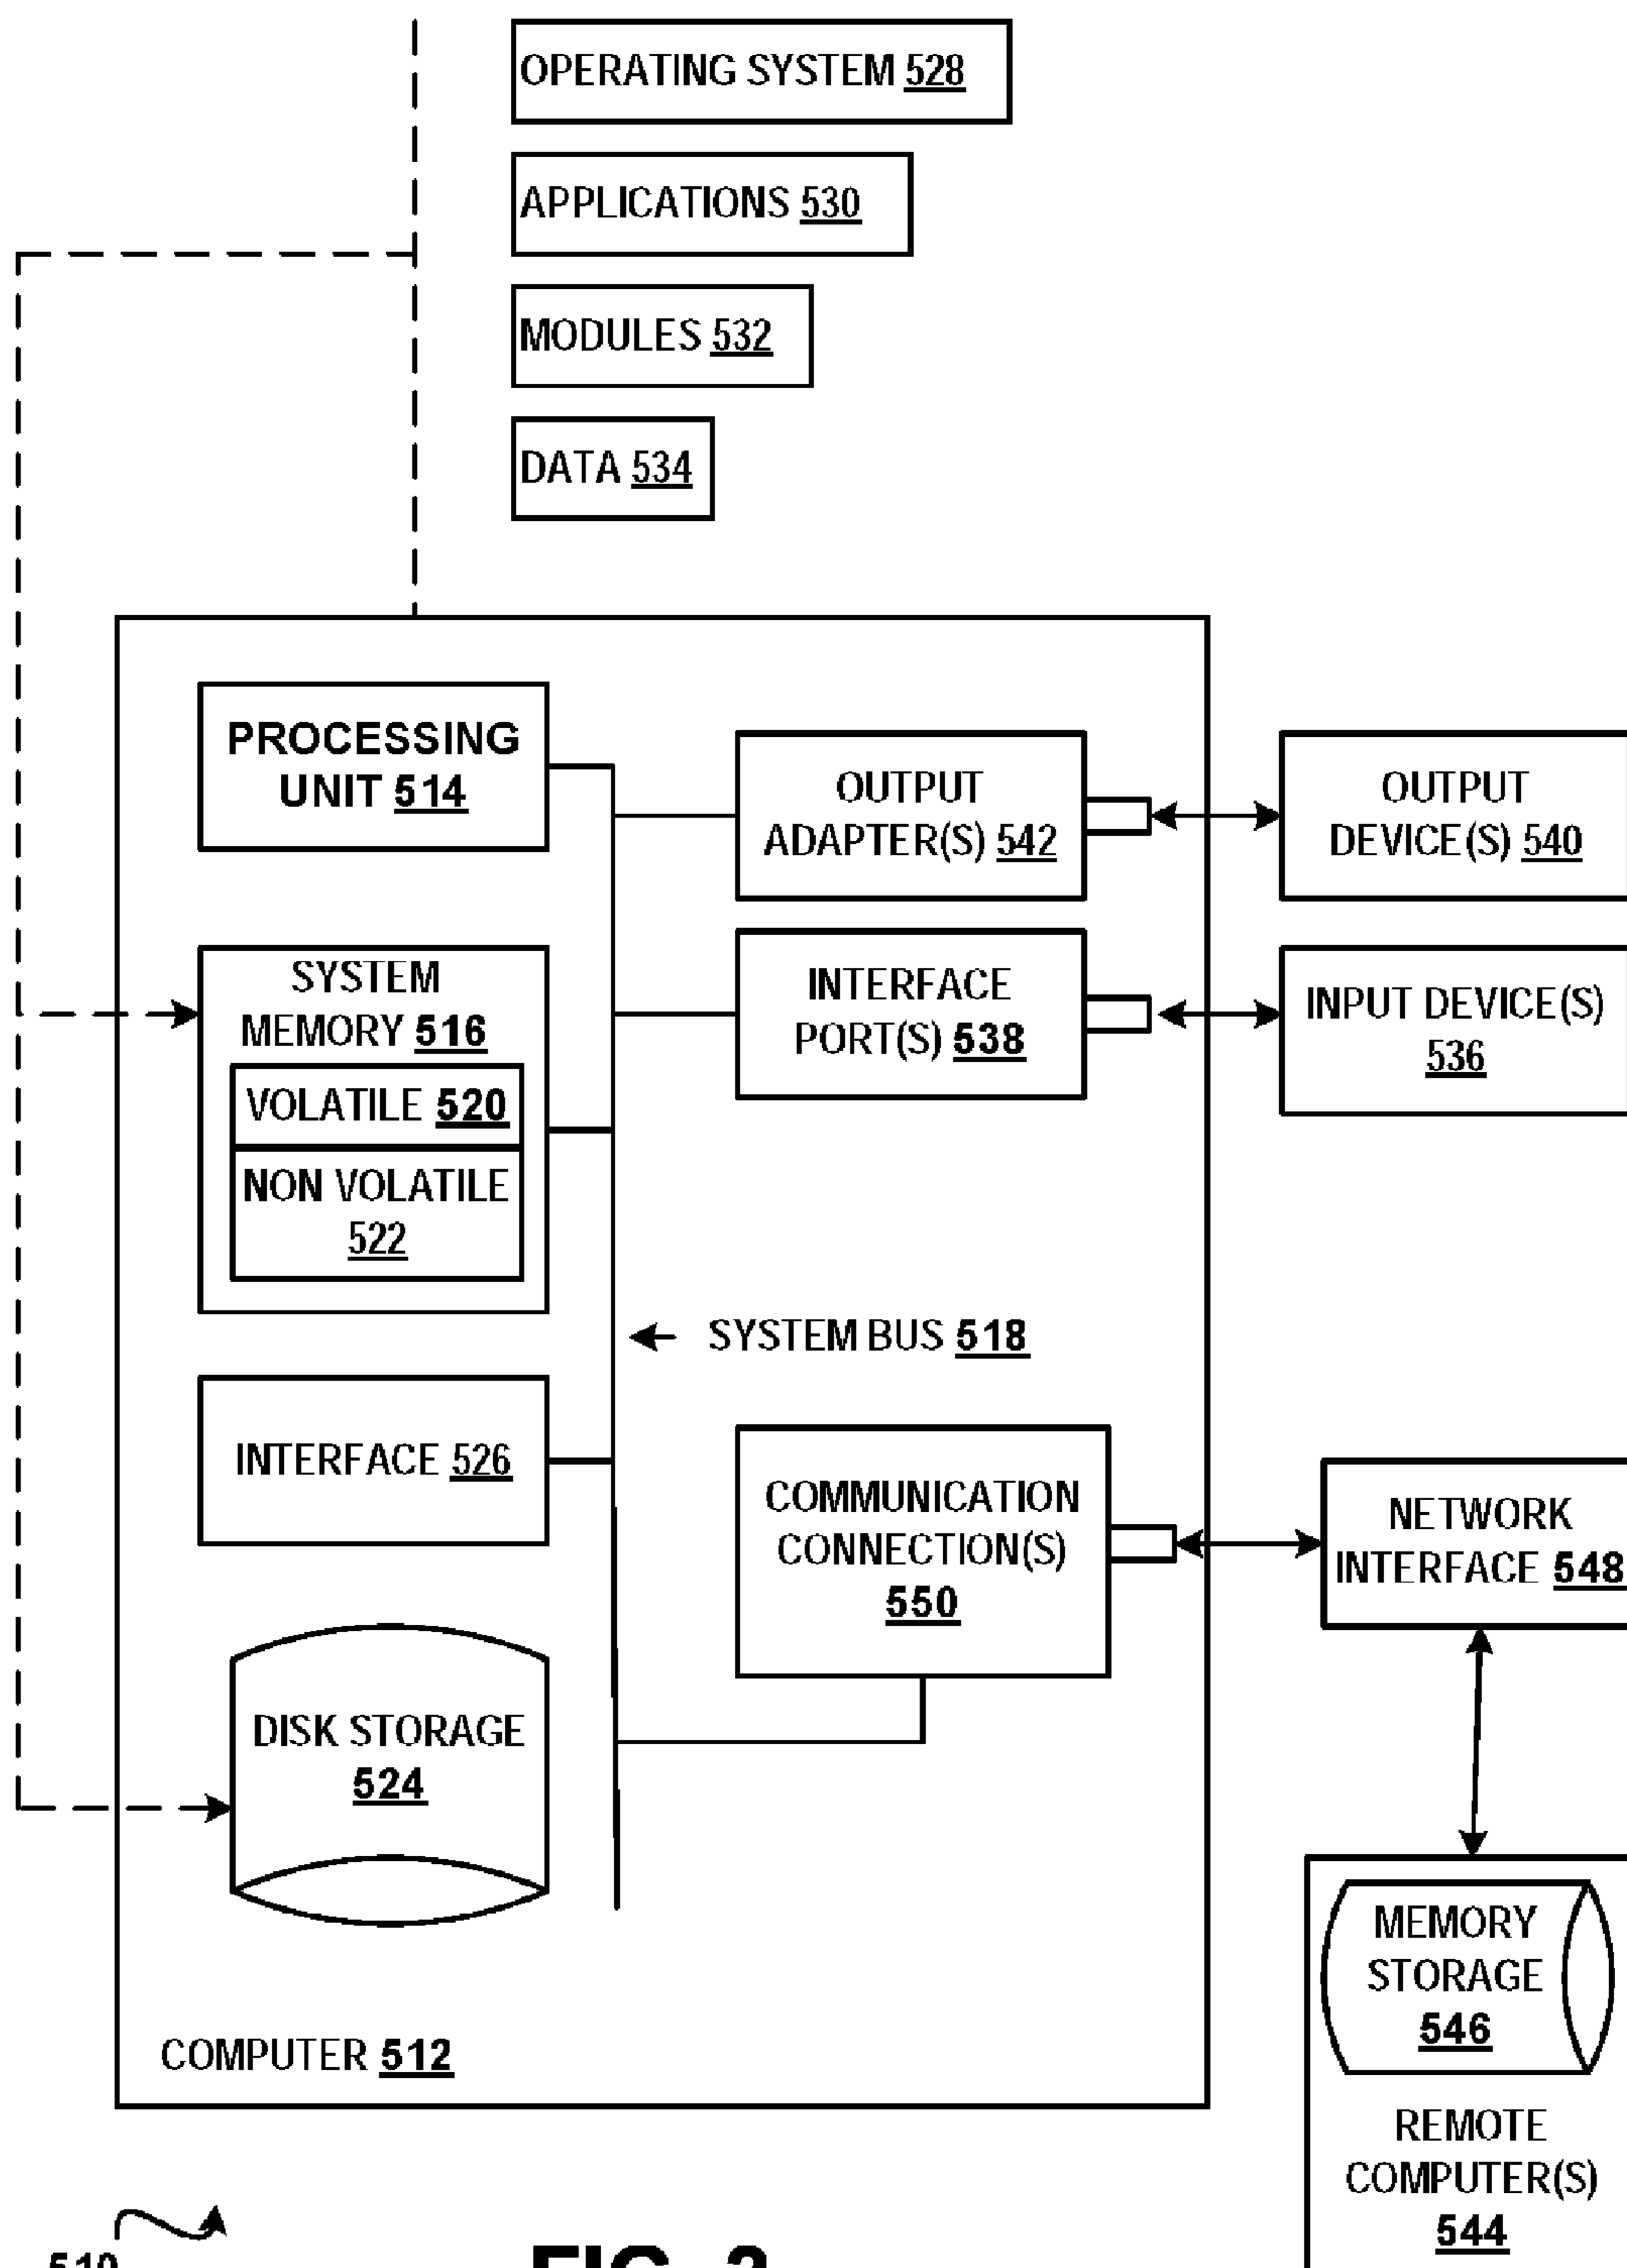 OPERATING SYSTEM 528
APPLICATIONS 530
MODULES 532
DATA 534
PROCESSING
UNIT 514
OUTPUT
ADAPTER(S) 542
OUTPUT
DEVICE(S) 540
SYSTEM
MEMORY 516
VOLATILE 520
NON VOLATILE
522
INTERFACE
PORT(S) 538
INPUT DEVICE(S)
536
SYSTEM BUS 518
INTERFACE 526
COMMUNICATION
CONNECTION(S)
550
NETWORK
INTERFACE 548
DISK STORAGE
524
MEMORY
STORAGE
546
COMPUTER 512
REMOTE
COMPUTER(S)
544